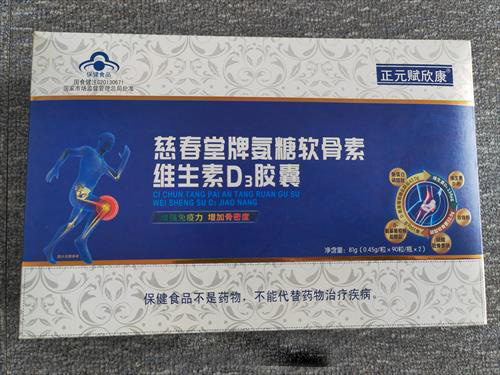 保健食品
国食健注G20130671
国家市场监督管理总局批准
正元赋欣康
慈春堂牌氨糖软骨素
维生素D₃胶囊
CI CHUN TANG PAI AN TANG RUAN GU SU
WEI SHENG SU D₃ JIAO NANG
增强免疫力 增加骨密度
净含量：81g（0.45g/粒×90粒/瓶×2）
保健食品不是药物，不能代替药物治疗疾病。